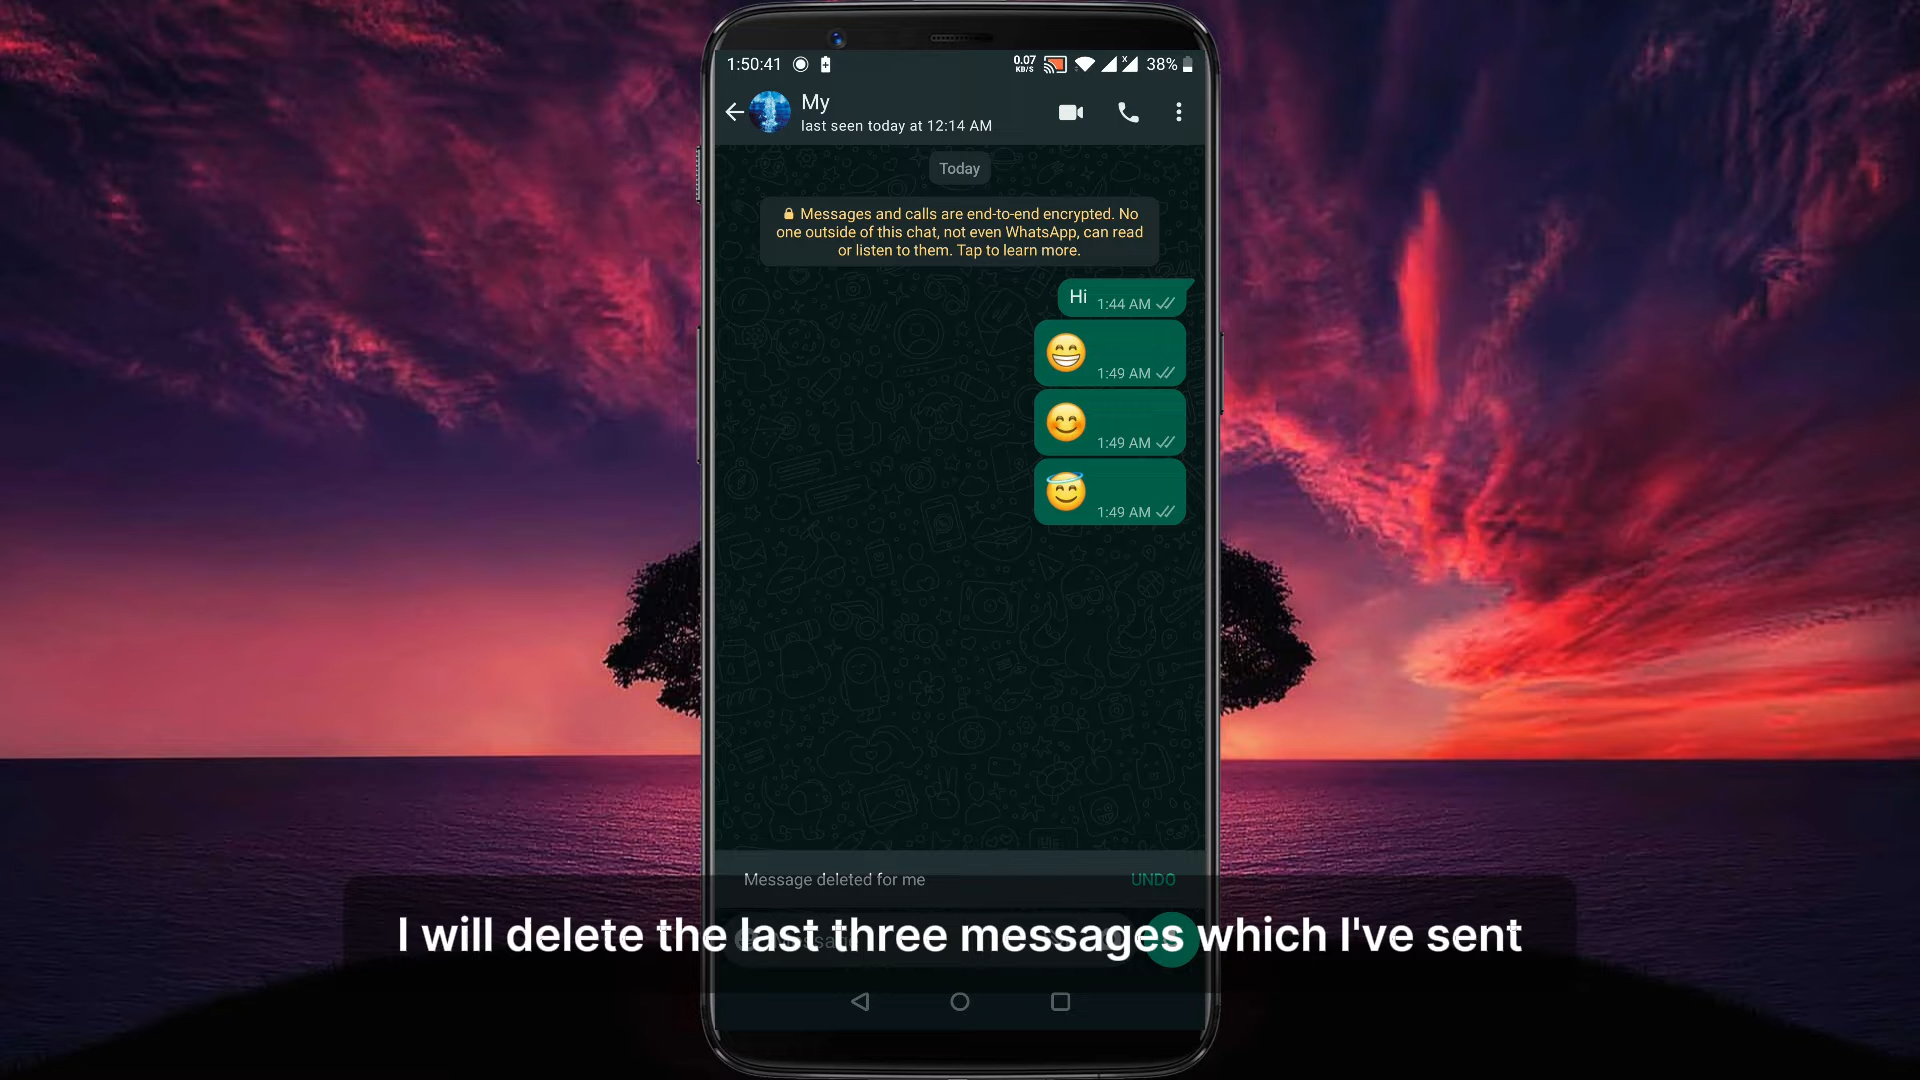 1:50:41
0.07
KB/S
38%
My
last seen today at 12:14 AM
Today
Messages and calls are end-to-end encrypted. No
one outside of this chat, not even WhatsApp, can read
or listen to them. Tap to learn more.
Hi 1:44 AM
1:49 AM
1:49 AM
1:49 AM
Message deleted for me UNDO
I will delete the last three messages which I've sent